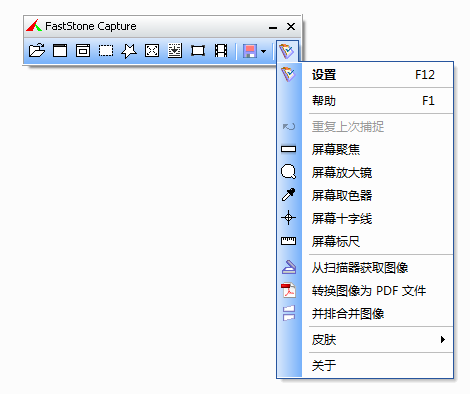 FastStone Capture
设置 F12
帮助 F1
重复上次捕捉
屏幕聚焦
屏幕放大镜
屏幕取色器
屏幕十字线
屏幕标尺
从扫描器获取图像
转换图像为 PDF 文件
并排合并图像
皮肤
关于